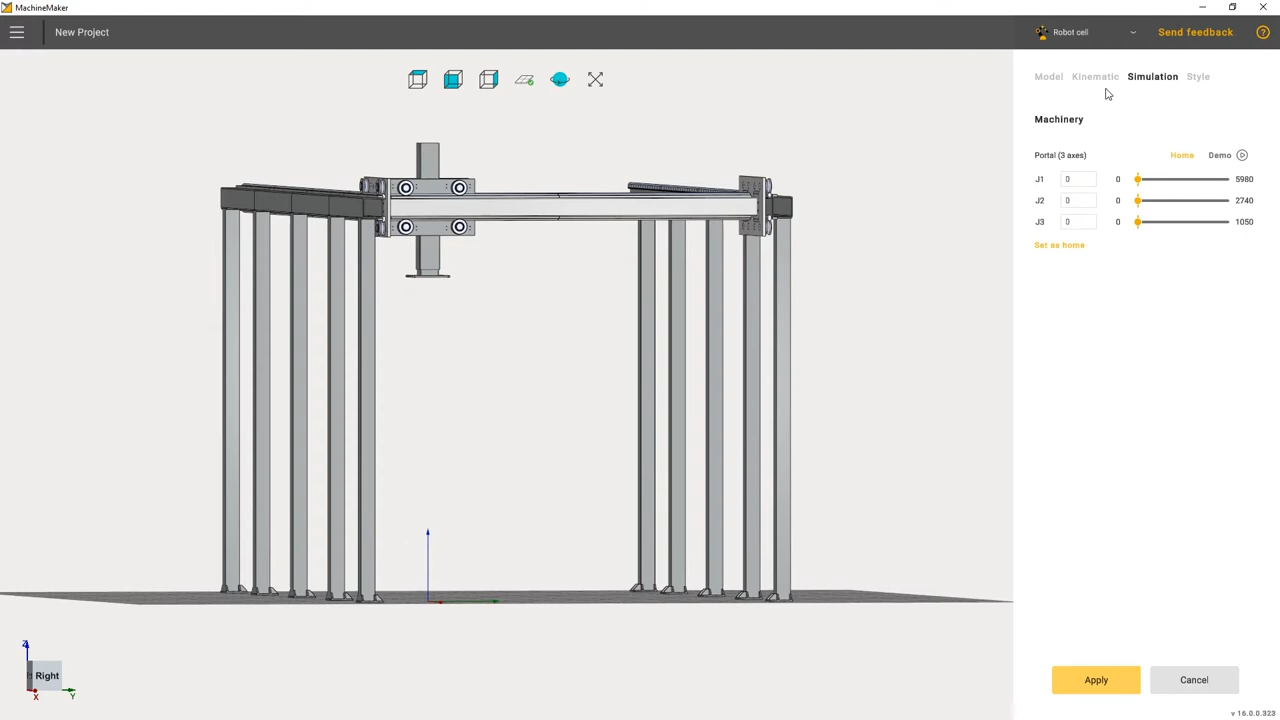 MachineMaker
New Project
Robot cell
Send feedback
?
Model Kinematic Simulation Style
Machinery
Portal (3 axes) Home Demo
J1 0 0 5980
J2 0 0 2740
J3 0 0 1050
Set as home
Z
Right
X
Y
Apply Cancel
v 16.0.0.323